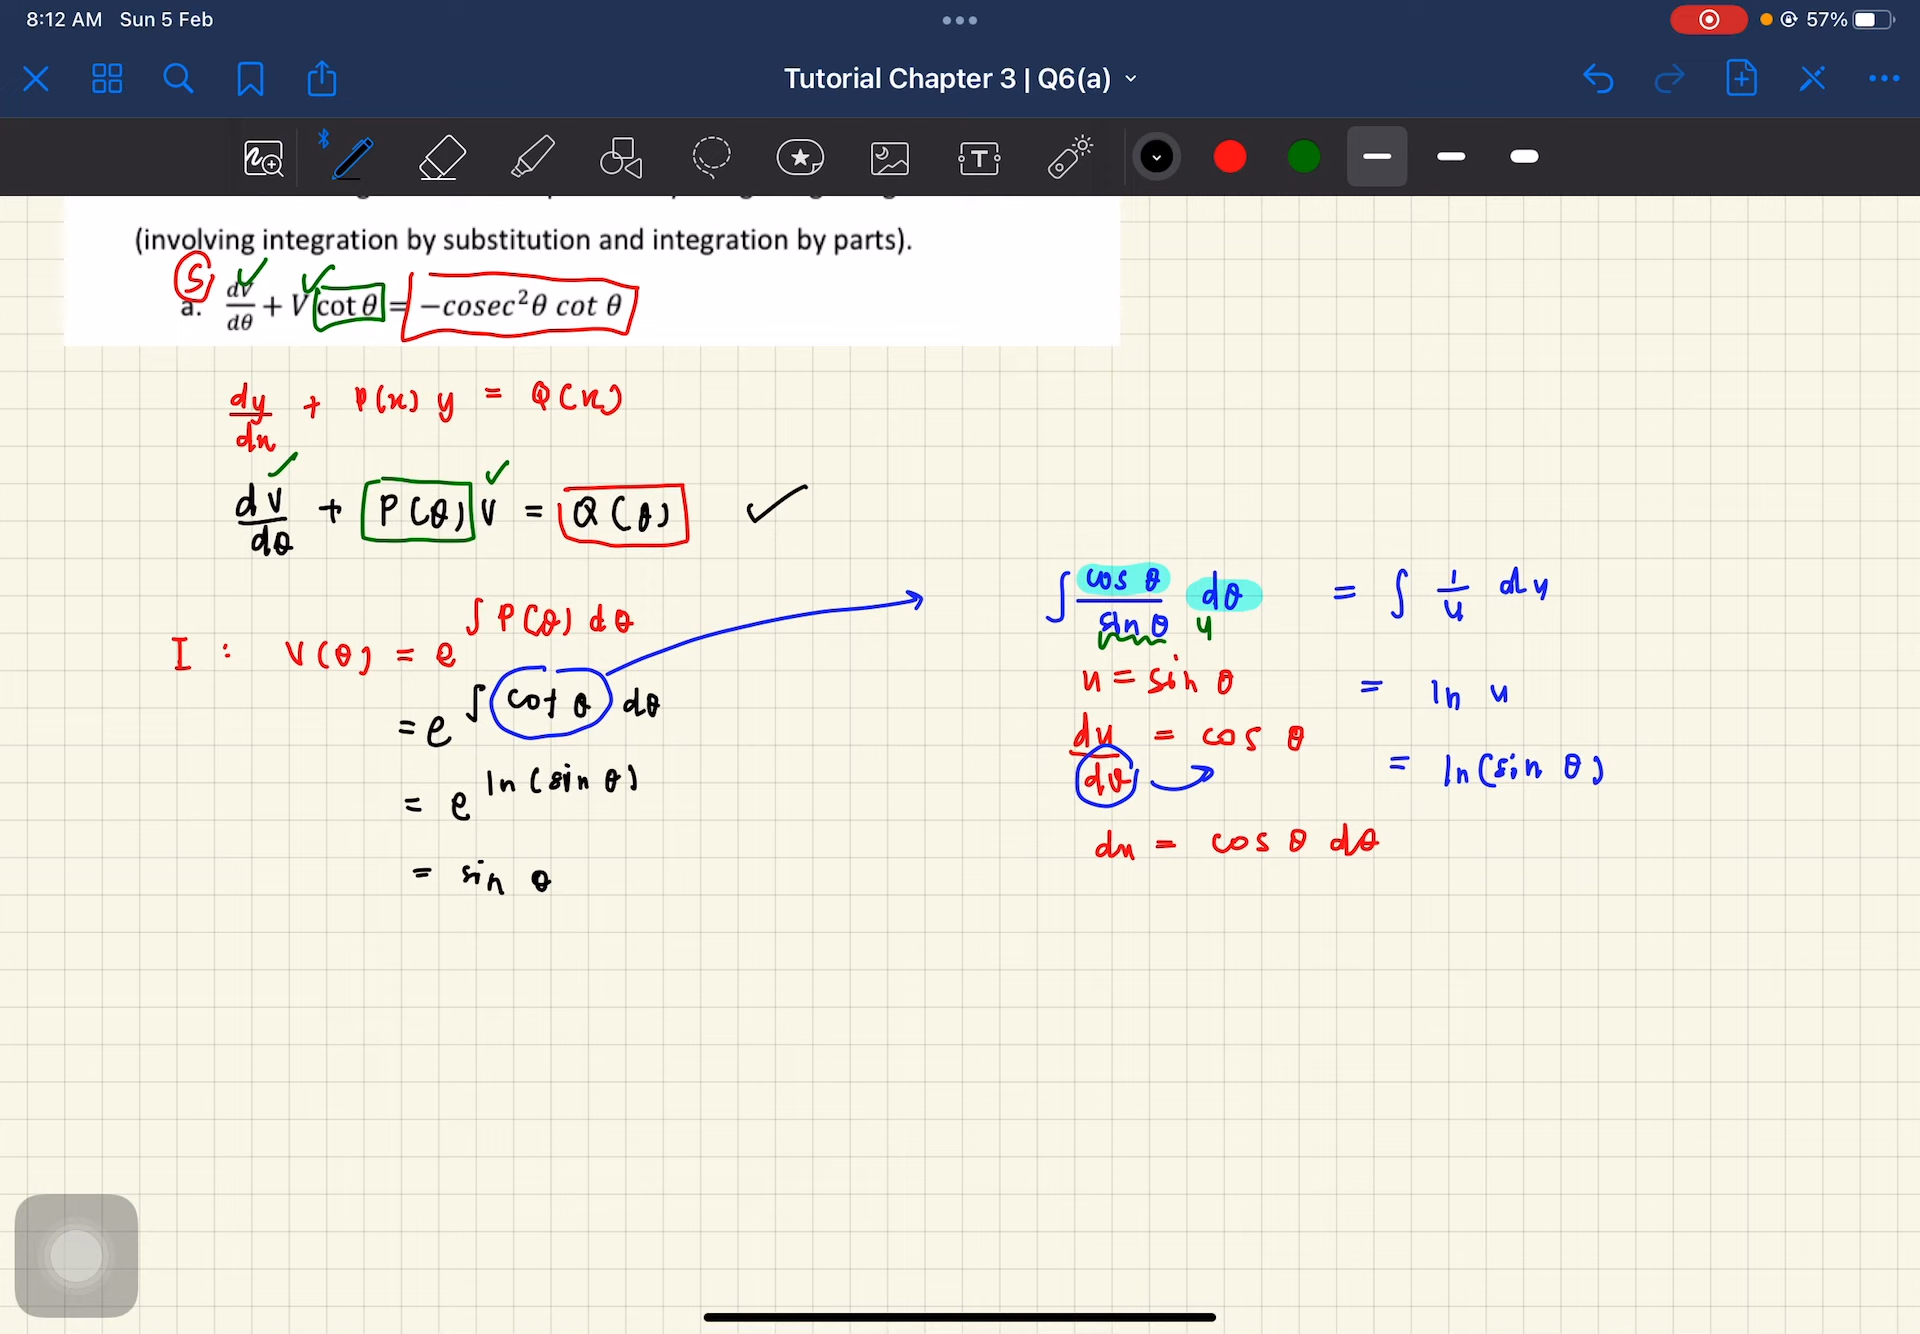 8:12 AM Sun 5 Feb
57%
Tutorial Chapter 3 | Q6(a)
T
(involving integration by substitution and integration by parts).
S
a. dV/dθ + V cot θ = −cosec²θ cot θ
dy/dx + P(x) y = Q(x)
dV/dθ + P(θ) V = Q(θ)
I : V(θ) = e^∫ P(θ) dθ
= e^∫ cot θ dθ
= e^ln (sin θ)
= sin θ
∫ cos θ/sin θ dθ = ∫ 1/u du
u
u = sin θ
= ln u
du/dθ = cos θ
= ln (sin θ)
du = cos θ dθ